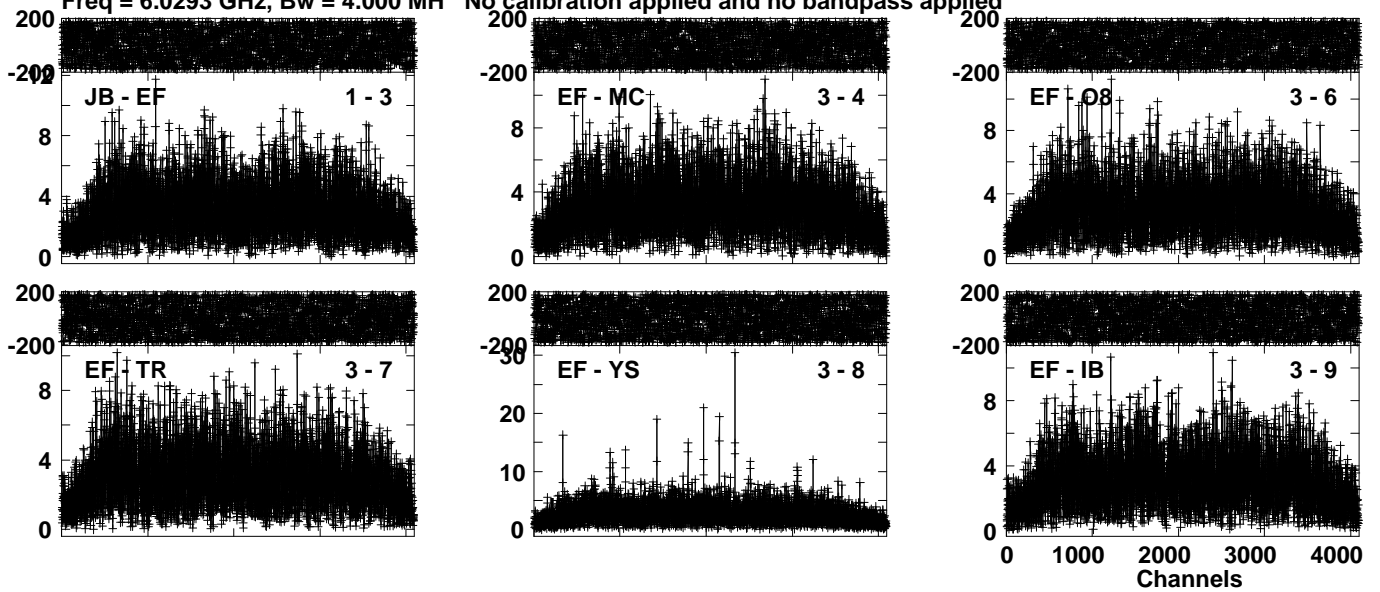 Freq = 6.0293 GHz, Bw = 4.000 MH No calibration applied and no bandpass applied
200 200 200
-200 -200 -200
12
JB - EF 1 - 3 EF - MC 3 - 4 EF - O8 3 - 6
8 8 8
4 4 4
0 0 0
200 200 200
-200 -200 -200
30
EF - TR 3 - 7 EF - YS 3 - 8 EF - IB 3 - 9
8 20 8
4 10 4
0 0 0
0 1000 2000 3000 4000
Channels